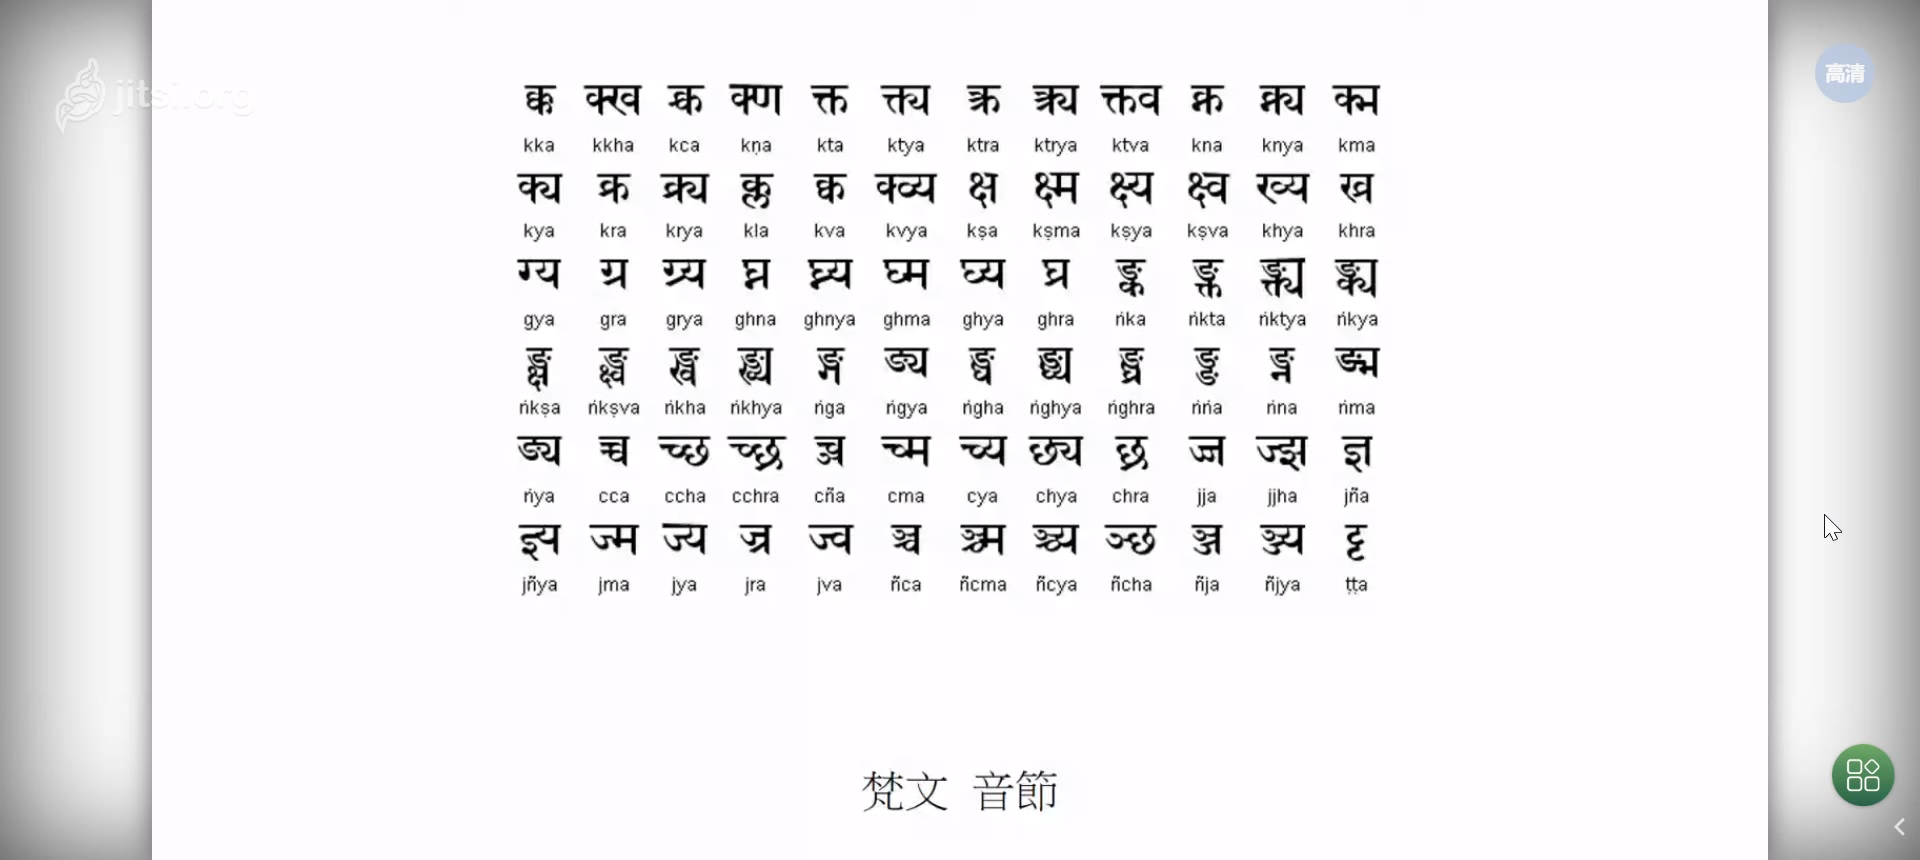 jitsi.org
高清
क्क क्ख क्च क्ण क्त क्त्य क्त्र क्त्र्य क्तव क्न क्न्य क्म
kka kkha kca kṇa kta ktya ktra ktrya ktva kna knya kma
क्य क्र क्र्य क्ल क्व क्व्य क्ष क्ष्म क्ष्य क्ष्व ख्य ख्र
kya kra krya kla kva kvya kṣa kṣma kṣya kṣva khya khra
ग्य ग्र ग्र्य घ्न घ्न्य घ्म घ्य घ्र ङ्क ङ्क्त ङ्क्त्य ङ्क्य
gya gra grya ghna ghnya ghma ghya ghra ṅka ṅkta ṅktya ṅkya
ङ्क्ष ङ्क्ष्व ङ्ख ङ्ख्य ङ्ग ङ्ग्य ङ्घ ङ्घ्य ङ्घ्र ङ्ङ ङ्न ङ्म
ṅkṣa ṅkṣva ṅkha ṅkhya ṅga ṅgya ṅgha ṅghya ṅghra ṅṅa ṅna ṅma
ङ्य च्च च्छ च्छ्र च्ञ च्म च्य छ्य छ्र ज्ज ज्झ ज्ञ
ṅya cca ccha cchra cña cma cya chya chra jja jjha jña
ज्ञ्य ज्म ज्य ज्र ज्व ञ्च ञ्च्म ञ्च्य ञ्छ ञ्ज ञ्ज्य ट्ट
jñya jma jya jra jva ñca ñcma ñcya ñcha ñja ñjya ṭṭa
梵文 音節